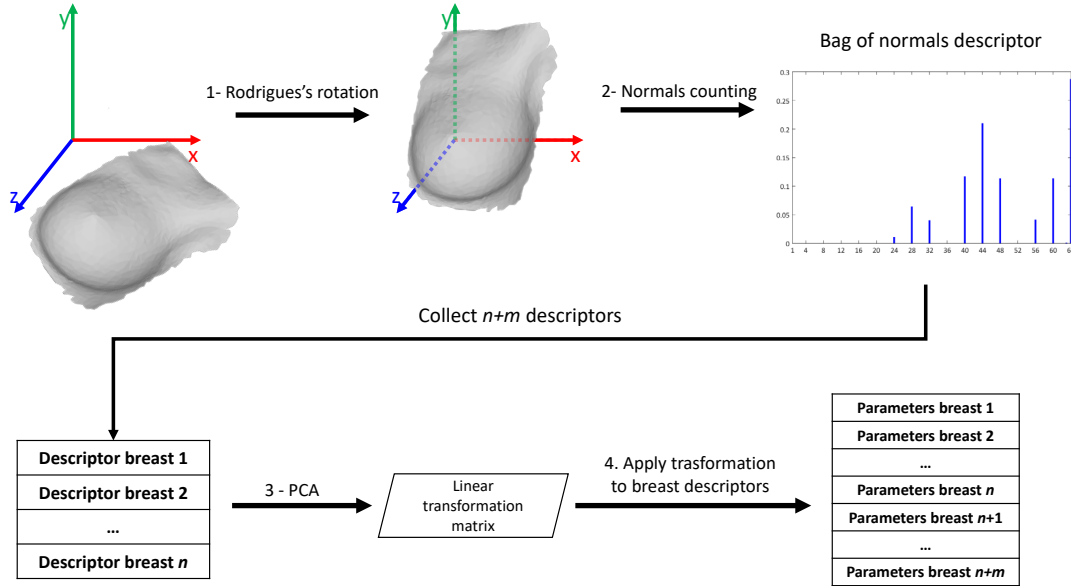 y
x
z
1- Rodrigues's rotation
y
x
z
2- Normals counting
Bag of normals descriptor
0.3
0.25
0.2
0.15
0.1
0.05
0
1 4 8 12 16 20 24 28 32 36 40 44 48 52 56 60
Collect n+m descriptors
Descriptor breast 1
Descriptor breast 2
...
Descriptor breast n
3 - PCA
Linear
transformation
matrix
4. Apply trasformation
to breast descriptors
Parameters breast 1
Parameters breast 2
...
Parameters breast n
Parameters breast n+1
...
Parameters breast n+m